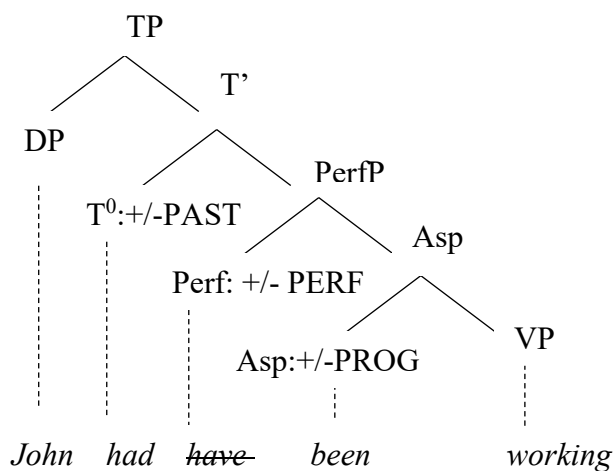 TP
T’
DP
PerfP
T⁰:+/-PAST
Asp
Perf: +/- PERF
VP
Asp:+/-PROG
John had have been working